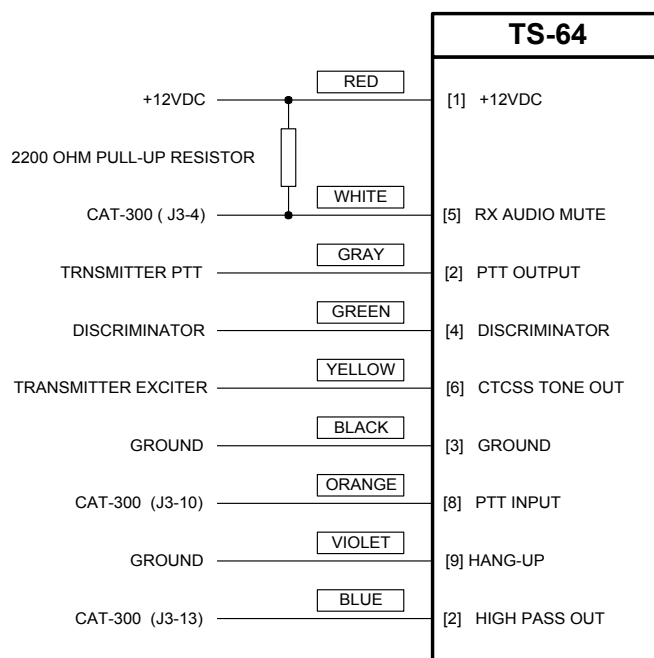 TS-64
+12VDC RED [1] +12VDC
2200 OHM PULL-UP RESISTOR
CAT-300 ( J3-4) WHITE [5] RX AUDIO MUTE
TRNSMITTER PTT GRAY [2] PTT OUTPUT
DISCRIMINATOR GREEN [4] DISCRIMINATOR
TRANSMITTER EXCITER YELLOW [6] CTCSS TONE OUT
GROUND BLACK [3] GROUND
CAT-300 (J3-10) ORANGE [8] PTT INPUT
GROUND VIOLET [9] HANG-UP
CAT-300 (J3-13) BLUE [2] HIGH PASS OUT